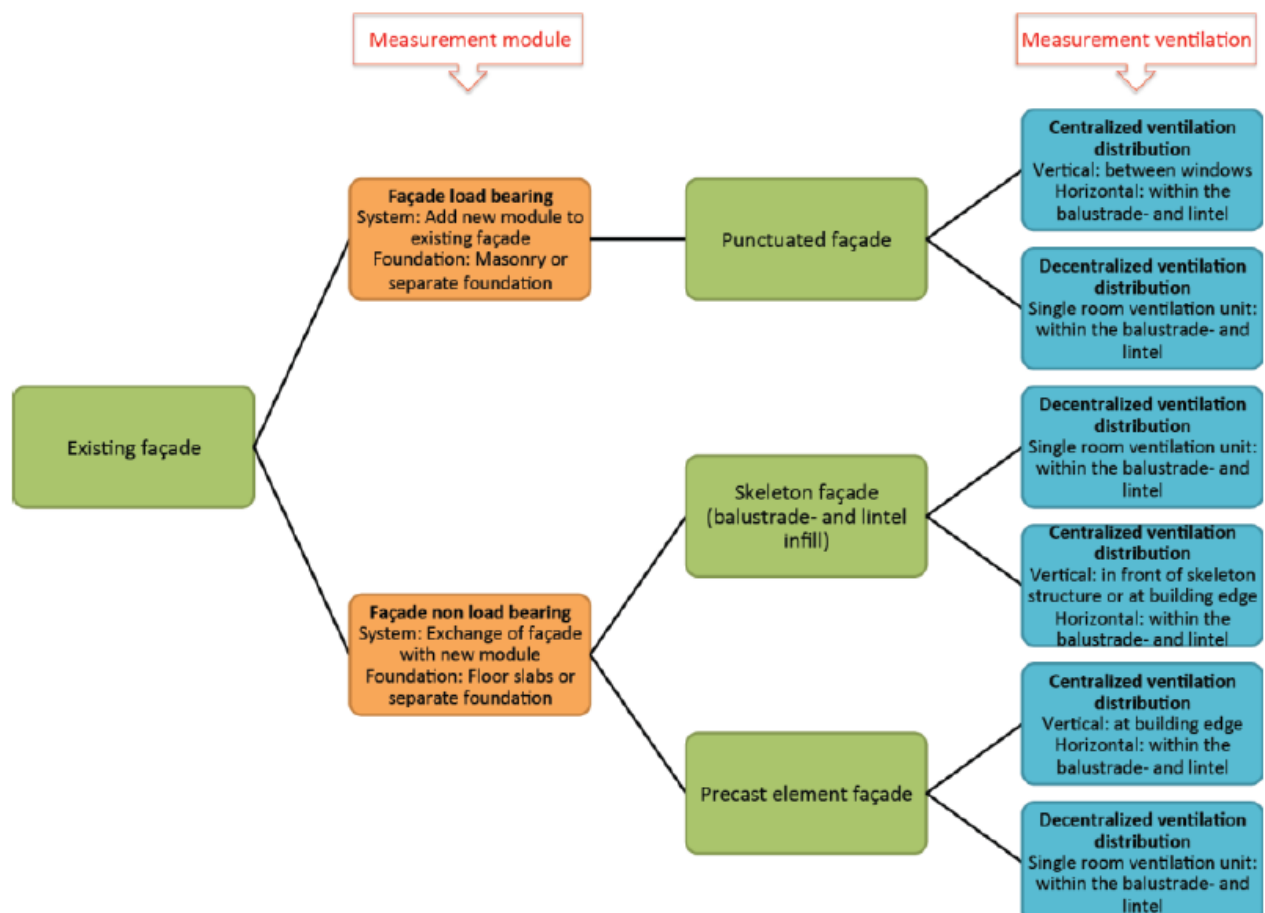 Measurement module
Measurement ventilation
Existing façade
Façade load bearing
System: Add new module to
existing façade
Foundation: Masonry or
separate foundation
Façade non load bearing
System: Exchange of façade
with new module
Foundation: Floor slabs or
separate foundation
Punctuated façade
Skeleton façade
(balustrade- and lintel
infill)
Precast element façade
Centralized ventilation
distribution
Vertical: between windows
Horizontal: within the
balustrade- and lintel
Decentralized ventilation
distribution
Single room ventilation unit:
within the balustrade- and
lintel
Decentralized ventilation
distribution
Single room ventilation unit:
within the balustrade- and
lintel
Centralized ventilation
distribution
Vertical: in front of skeleton
structure or at building edge
Horizontal: within the
balustrade- and lintel
Centralized ventilation
distribution
Vertical: at building edge
Horizontal: within the
balustrade- and lintel
Decentralized ventilation
distribution
Single room ventilation unit:
within the balustrade- and
lintel